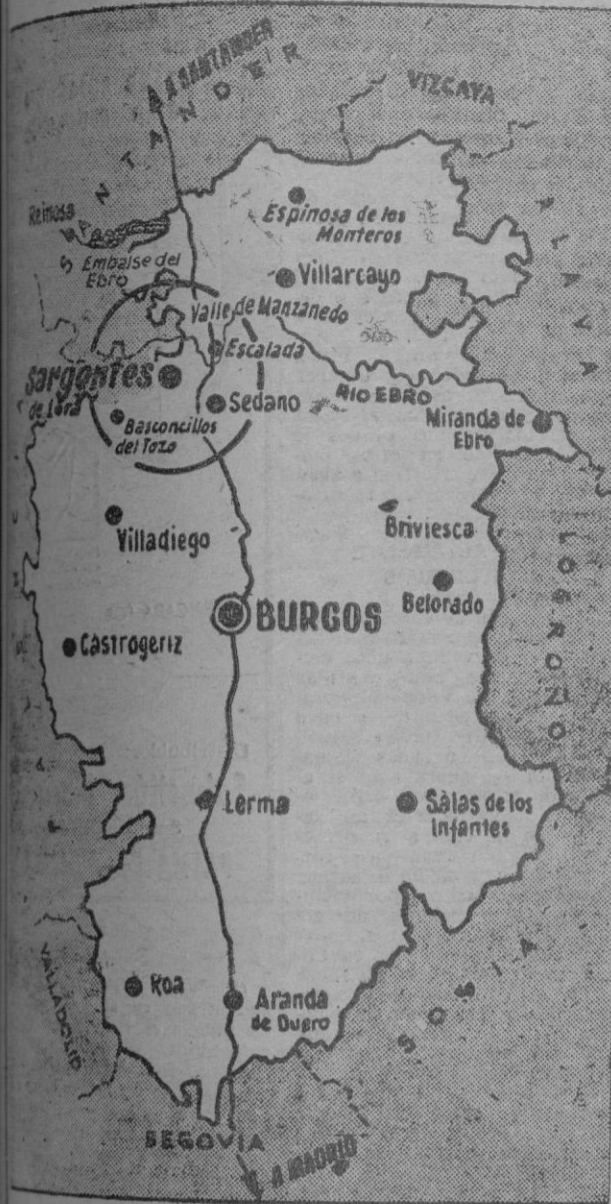 A SANTANDER
SANTANDER
VIZCAYA
ALAVA
Reinosa
Espinosa de los
Monteros
Embalse del
Ebro
Villarcayo
Valle de Manzanedo
Escalada
Sargentes
de Lora
Sedano
RIO EBRO
Basconcillos
del Tozo
Miranda de
Ebro
Villadiego
Briviesca
LOGROÑO
Belorado
BURGOS
Castrogeriz
Lerma
Salas de los
Infantes
VALLADOLID
Roa
Aranda
de Duero
SORIA
SEGOVIA
A MADRID